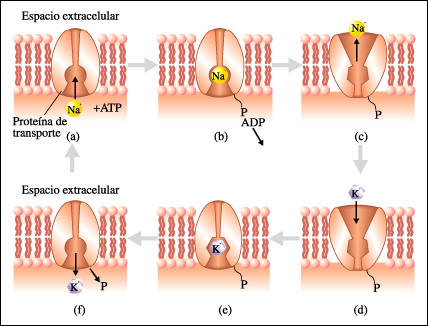 Espacio extracelular
Na
Na
Na
+ATP
P
ADP
P
Proteína de
transporte
(a)
(b)
(c)
Espacio extracelular
K
K
K
P
P
P
(f)
(e)
(d)